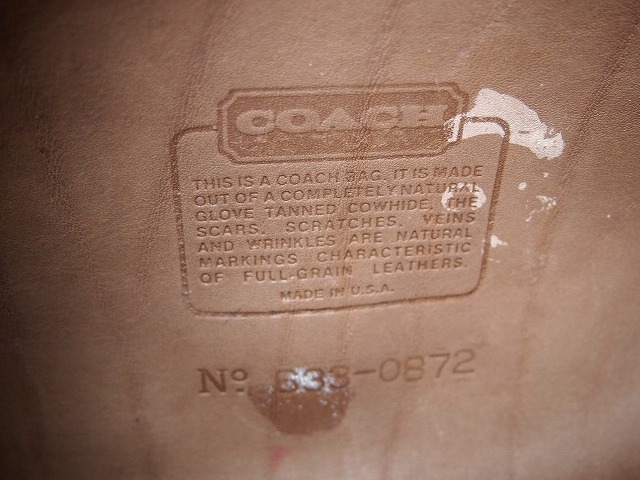 COACH
THIS IS A COACH BAG. IT IS MADE
OUT OF A COMPLETELY NATURAL
GLOVE TANNED COWHIDE. THE
SCARS, SCRATCHES, VEINS
AND WRINKLES ARE NATURAL
MARKINGS CHARACTERISTIC
OF FULL-GRAIN LEATHERS.
MADE IN U.S.A.
No -0872